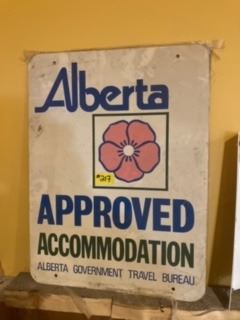 Alberta
#217
APPROVED
ACCOMMODATION
ALBERTA GOVERNMENT TRAVEL BUREAU